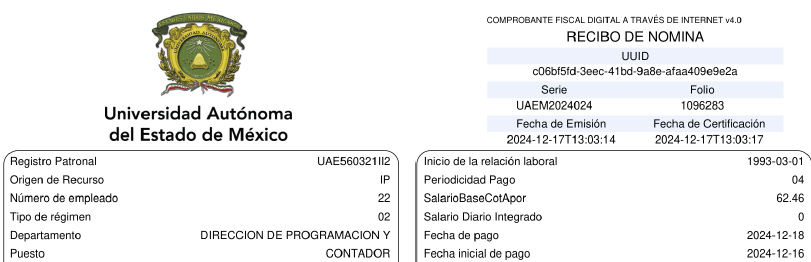 COMPROBANTE FISCAL DIGITAL A TRAVÉS DE INTERNET v4.0
RECIBO DE NOMINA
UUID
c06bf5fd-3eec-41bd-9a8e-afaa409e9e2a
Serie Folio
UAEM2024024 1096283
Fecha de Emisión Fecha de Certificación
2024-12-17T13:03:14 2024-12-17T13:03:17
Universidad Autónoma
del Estado de México
Registro Patronal UAE560321II2
Origen de Recurso IP
Número de empleado 22
Tipo de régimen 02
Departamento DIRECCION DE PROGRAMACION Y
Puesto CONTADOR
Inicio de la relación laboral 1993-03-01
Periodicidad Pago 04
SalarioBaseCotApor 62.46
Salario Diario Integrado 0
Fecha de pago 2024-12-18
Fecha inicial de pago 2024-12-16